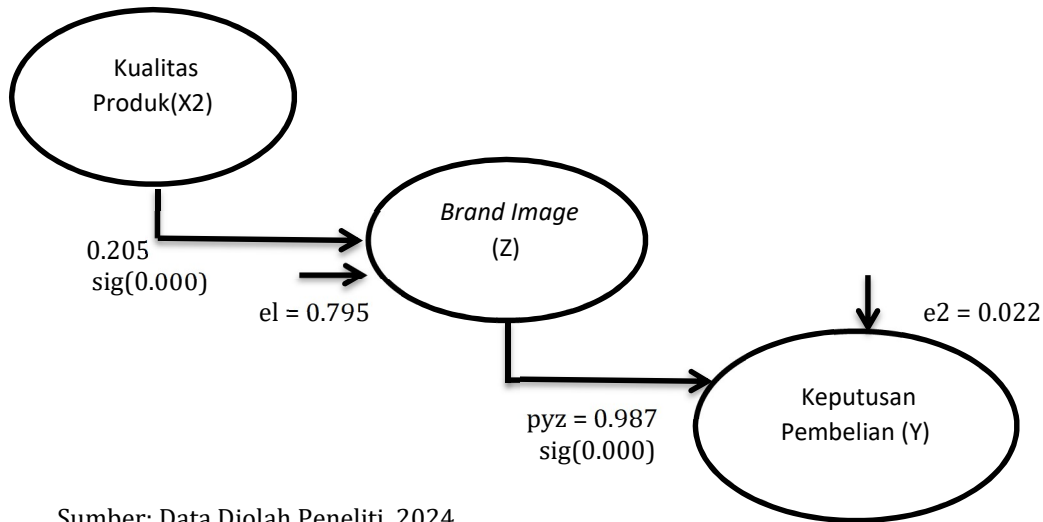 Kualitas
Produk(X2)
Brand Image
(Z)
0.205
sig(0.000)
el = 0.795
e2 = 0.022
Keputusan
Pembelian (Y)
pyz = 0.987
sig(0.000)
Sumber: Data Diolah Peneliti, 2024